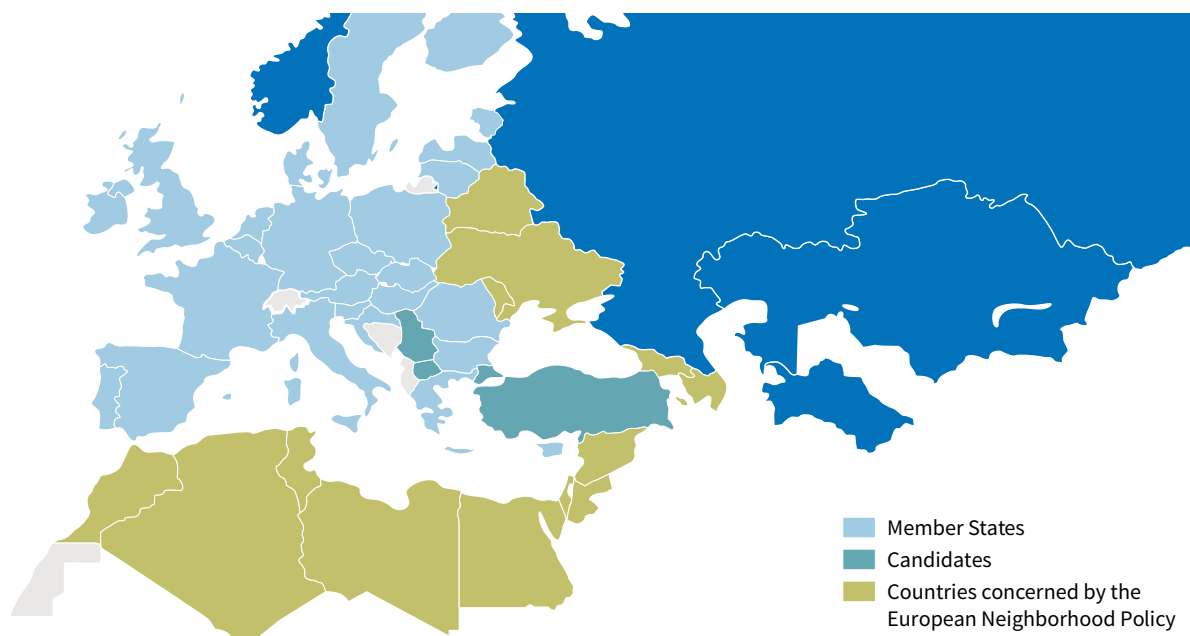 Member States
Candidates
Countries concerned by the
European Neighborhood Policy